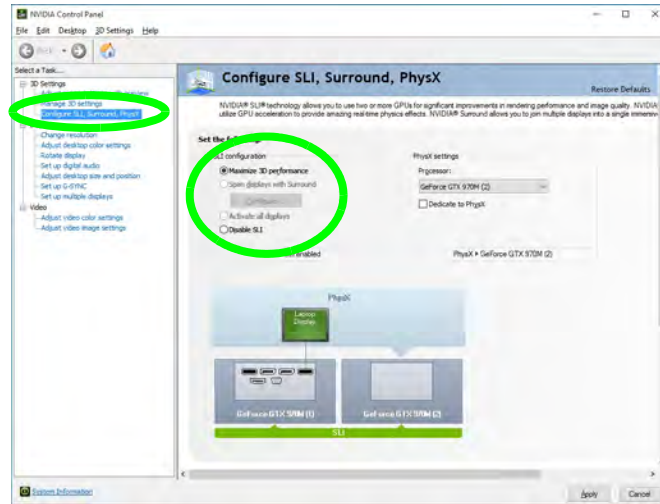 NVIDIA Control Panel
File Edit Desktop 3D Settings Help
Select a Task...
3D Settings
Manage 3D settings
Configure SLI, Surround, PhysX
Change resolution
Adjust desktop color settings
Rotate display
Set up digital audio
Adjust desktop size and position
Set up G-SYNC
Set up multiple displays
Video
Adjust video color settings
Adjust video image settings
Configure SLI, Surround, PhysX
Restore Defaults
NVIDIA® SLI® technology allows you to use two or more GPUs for significant improvements in rendering performance and image quality. NVIDIA
utilize GPU acceleration to provide amazing real-time physics effects. NVIDIA® Surround allows you to join multiple displays into a single immersiv
Set the
SLI configuration
Maximize 3D performance
Span displays with Surround
Configure...
Activate all displays
Disable SLI
enabled
PhysX settings
Processor:
GeForce GTX 970M (2)
Dedicate to PhysX
PhysX > GeForce GTX 970M (2)
PhysX
Laptop
Display
GeForce GTX 970M (1)
GeForce GTX 970M (2)
SLI
System Information
Apply
Cancel